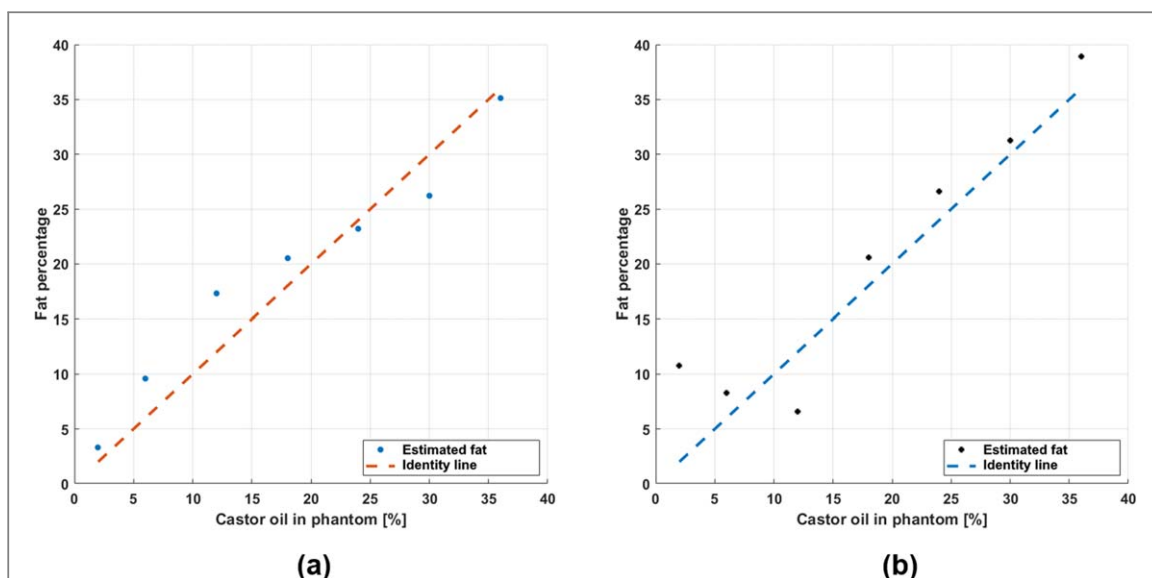 40
35
30
25
20
15
10
5
0
Fat percentage
Estimated fat
Identity line
0 5 10 15 20 25 30 35 40
Castor oil in phantom [%]
(a)
40
35
30
25
20
15
10
5
0
Fat percentage
Estimated fat
Identity line
0 5 10 15 20 25 30 35 40
Castor oil in phantom [%]
(b)